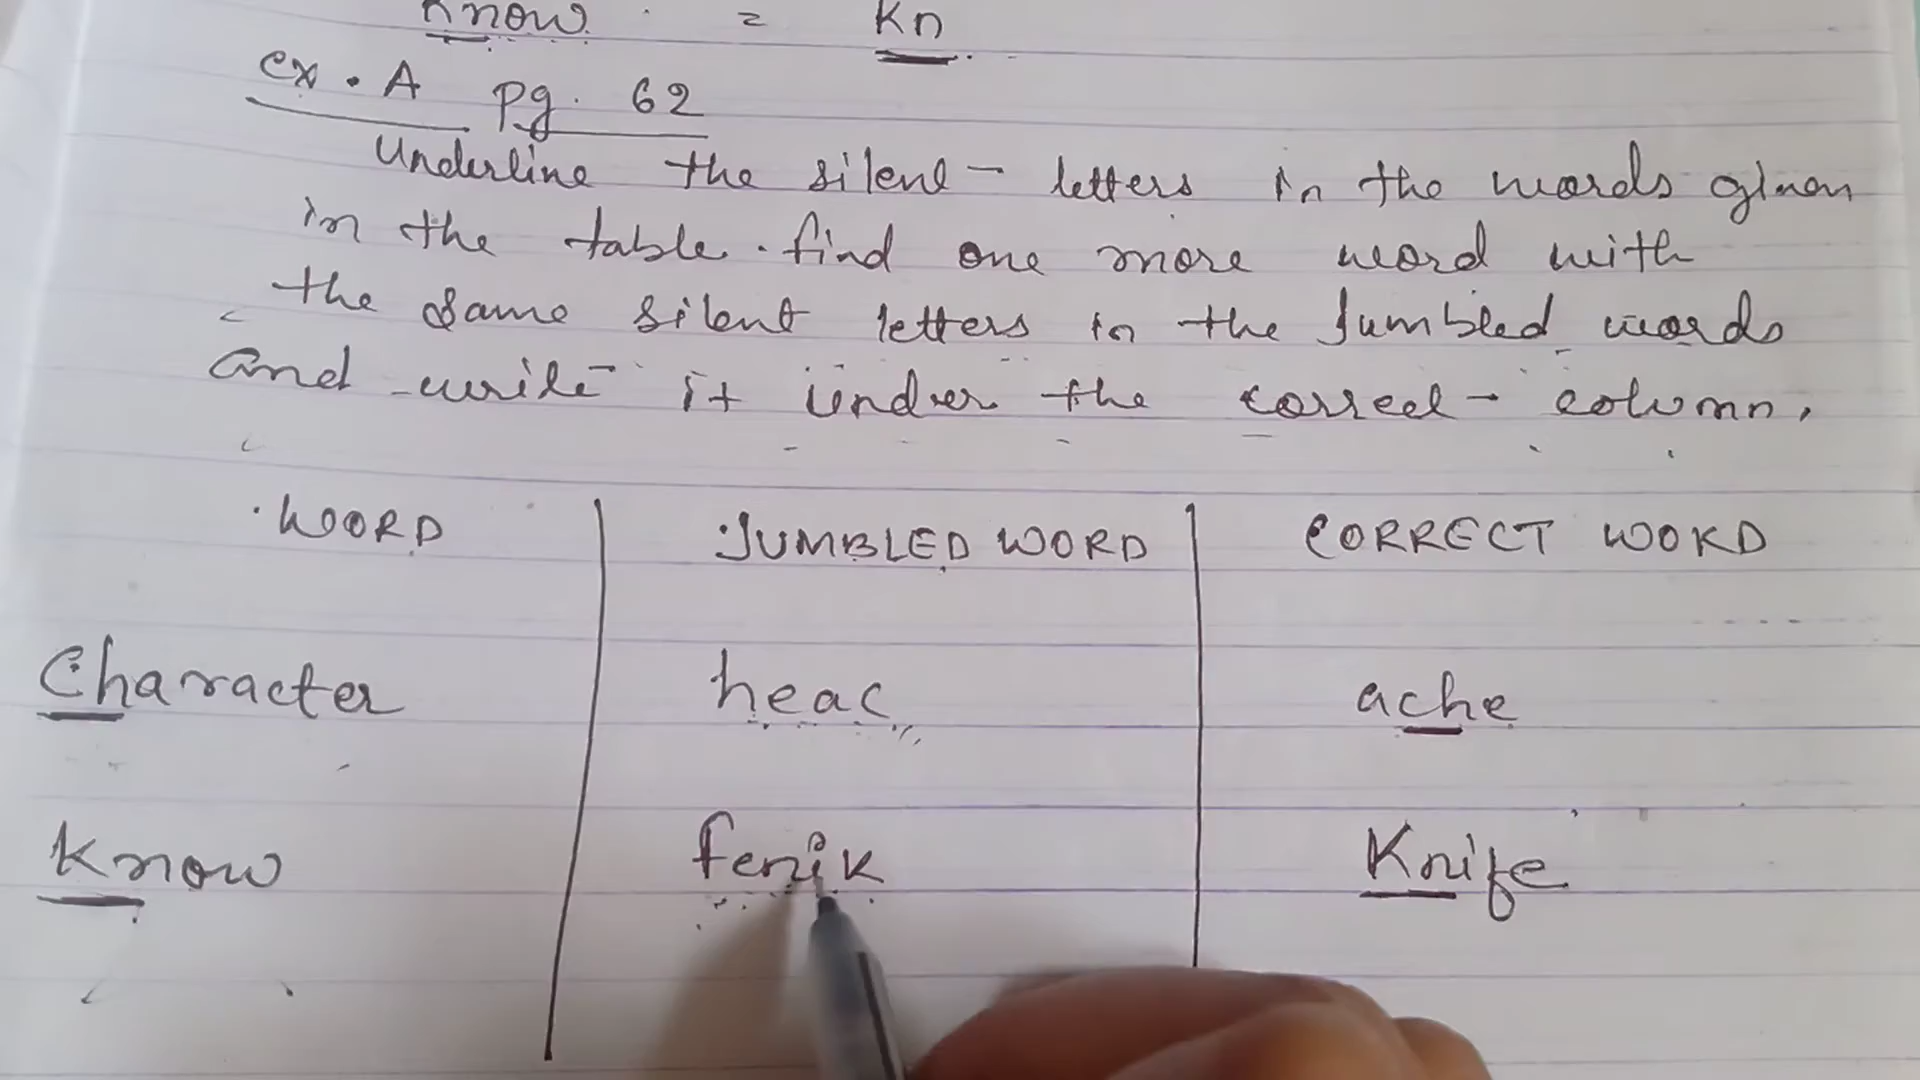 Know = Kn
ex. A pg. 62
Underline the silent letters in the words given
in the table. find one more word with
the same silent letters in the Jumbled words
and write it under the correct column.
WORD JUMBLED WORD CORRECT WORD
Character heac ache
Know fenik Knife